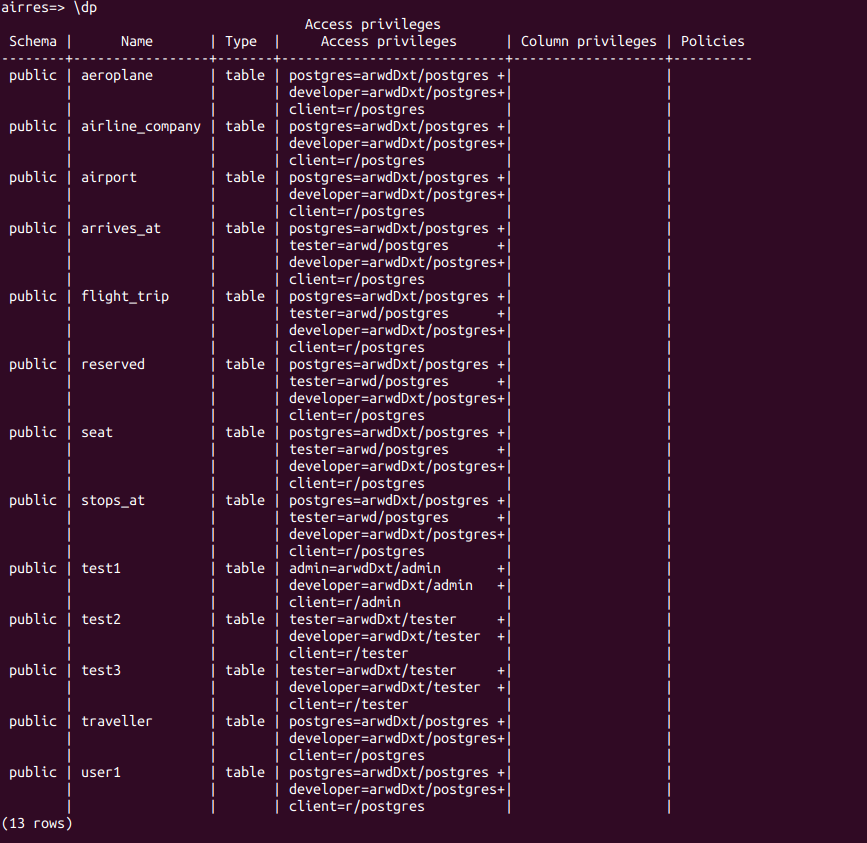 airres=> \dp
                                      Access privileges
 Schema |      Name       | Type  |     Access privileges      | Column privileges | Policies
--------+-----------------+-------+----------------------------+-------------------+----------
 public | aeroplane       | table | postgres=arwdDxt/postgres +|                   |
        |                 |       | developer=arwdDxt/postgres+|                   |
        |                 |       | client=r/postgres          |                   |
 public | airline_company | table | postgres=arwdDxt/postgres +|                   |
        |                 |       | developer=arwdDxt/postgres+|                   |
        |                 |       | client=r/postgres          |                   |
 public | airport         | table | postgres=arwdDxt/postgres +|                   |
        |                 |       | developer=arwdDxt/postgres+|                   |
        |                 |       | client=r/postgres          |                   |
 public | arrives_at      | table | postgres=arwdDxt/postgres +|                   |
        |                 |       | tester=arwd/postgres      +|                   |
        |                 |       | developer=arwdDxt/postgres+|                   |
        |                 |       | client=r/postgres          |                   |
 public | flight_trip     | table | postgres=arwdDxt/postgres +|                   |
        |                 |       | tester=arwd/postgres      +|                   |
        |                 |       | developer=arwdDxt/postgres+|                   |
        |                 |       | client=r/postgres          |                   |
 public | reserved        | table | postgres=arwdDxt/postgres +|                   |
        |                 |       | tester=arwd/postgres      +|                   |
        |                 |       | developer=arwdDxt/postgres+|                   |
        |                 |       | client=r/postgres          |                   |
 public | seat            | table | postgres=arwdDxt/postgres +|                   |
        |                 |       | tester=arwd/postgres      +|                   |
        |                 |       | developer=arwdDxt/postgres+|                   |
        |                 |       | client=r/postgres          |                   |
 public | stops_at        | table | postgres=arwdDxt/postgres +|                   |
        |                 |       | tester=arwd/postgres      +|                   |
        |                 |       | developer=arwdDxt/postgres+|                   |
        |                 |       | client=r/postgres          |                   |
 public | test1           | table | admin=arwdDxt/admin       +|                   |
        |                 |       | developer=arwdDxt/admin   +|                   |
        |                 |       | client=r/admin             |                   |
 public | test2           | table | tester=arwdDxt/tester     +|                   |
        |                 |       | developer=arwdDxt/tester  +|                   |
        |                 |       | client=r/tester            |                   |
 public | test3           | table | tester=arwdDxt/tester     +|                   |
        |                 |       | developer=arwdDxt/tester  +|                   |
        |                 |       | client=r/tester            |                   |
 public | traveller       | table | postgres=arwdDxt/postgres +|                   |
        |                 |       | developer=arwdDxt/postgres+|                   |
        |                 |       | client=r/postgres          |                   |
 public | user1           | table | postgres=arwdDxt/postgres +|                   |
        |                 |       | developer=arwdDxt/postgres+|                   |
        |                 |       | client=r/postgres          |                   |
(13 rows)